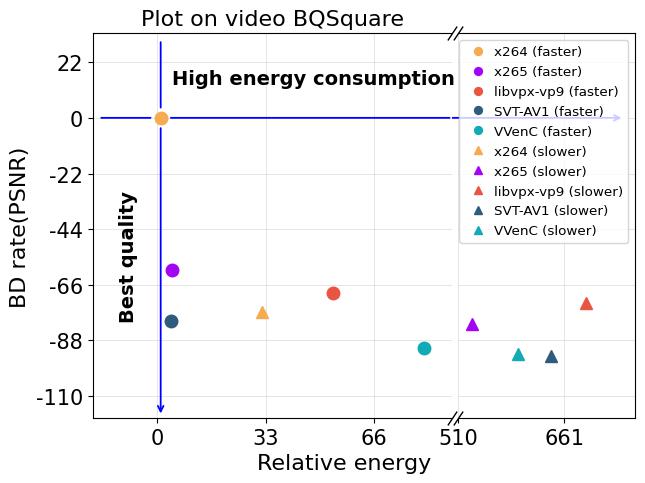 Plot on video BQSquare
BD rate(PSNR)
22
0
-22
-44
-66
-88
-110
High energy consumption
Best quality
x264 (faster)
x265 (faster)
libvpx-vp9 (faster)
SVT-AV1 (faster)
VVenC (faster)
x264 (slower)
x265 (slower)
libvpx-vp9 (slower)
SVT-AV1 (slower)
VVenC (slower)
0 33 66 510 661
Relative energy